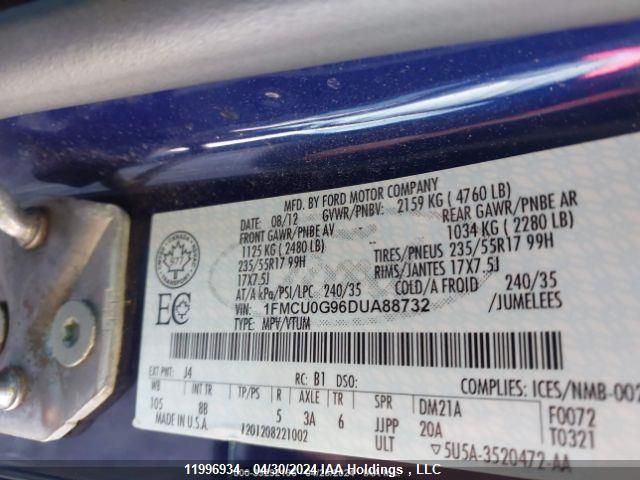 MFD. BY FORD MOTOR COMPANY
DATE: 08/12 GVWR/PNBV: 2159 KG ( 4760 LB)
FRONT GAWR/PNBE AV REAR GAWR/PNBE AR
1125 KG ( 2480 LB) 1034 KG ( 2280 LB)
235/55R17 99H TIRES/PNEUS 235/55R17 99H
17X7.5J RIMS/JANTES 17X7.5J
AT/A kPa/PSI/LPC 240/35 COLD/A FROID 240/35
VIN: 1FMCU0G96DUA88732 /JUMELEES
TYPE: MPV/VTUM
EC
EXT PNT: J4 RC: B1 DSO: COMPLIES: ICES/NMB-002
WB INT TR TP/PS R AXLE TR SPR DM21A F0072
105 BB 5 3A 6 JJPP 20A T0321
MADE IN U.S.A. 1201208221002 ULT ▽5U5A-3520472-AA
11996934 - 04/30/2024 IAA Holdings , LLC